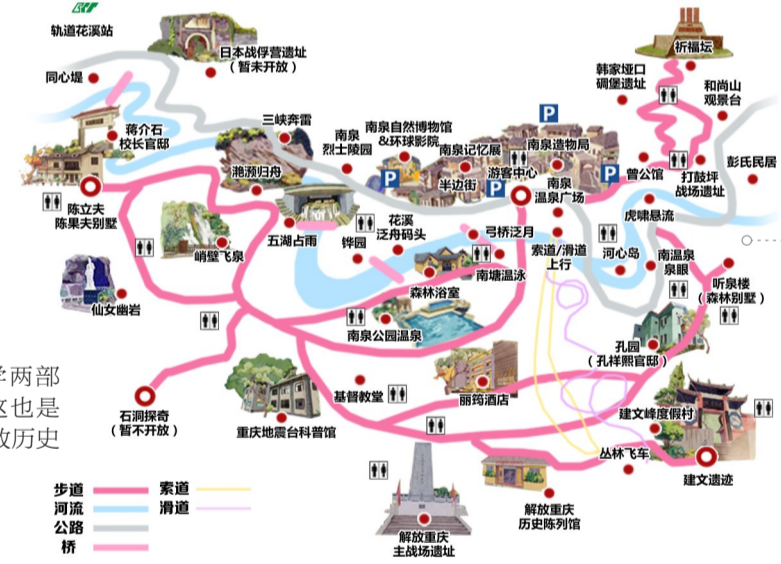 轨道花溪站
日本战俘营遗址
（暂未开放）
同心堤
蒋介石
校长官邸
三峡奔雷
南泉
烈士陵园
南泉自然博物馆
&环球影院
南泉记忆展
半边街
P
P
P
P
南泉造物局
游客中心
南泉
温泉广场
韩家垭口
碉堡遗址
祈福坛
和尚山
观景台
曾公馆
打鼓坪
战场遗址
彭氏民居
陈立夫
陈果夫别墅
滟滪归舟
五湖占雨
铧园
花溪
泛舟码头
弓桥泛月
索道/滑道
上行
虎啸悬流
河心岛
南温泉
泉眼
听泉楼
（森林别墅）
峭壁飞泉
仙女幽岩
森林浴室
南塘温泳
南泉公园温泉
孔园
（孔祥熙官邸）
石洞探奇
（暂不开放）
重庆地震台科普馆
基督教堂
丽筠酒店
建文峰度假村
丛林飞车
建文遗迹
解放重庆
历史陈列馆
解放重庆
主战场遗址
学两部
这也是
放历史
步道
索道
河流
滑道
公路
桥